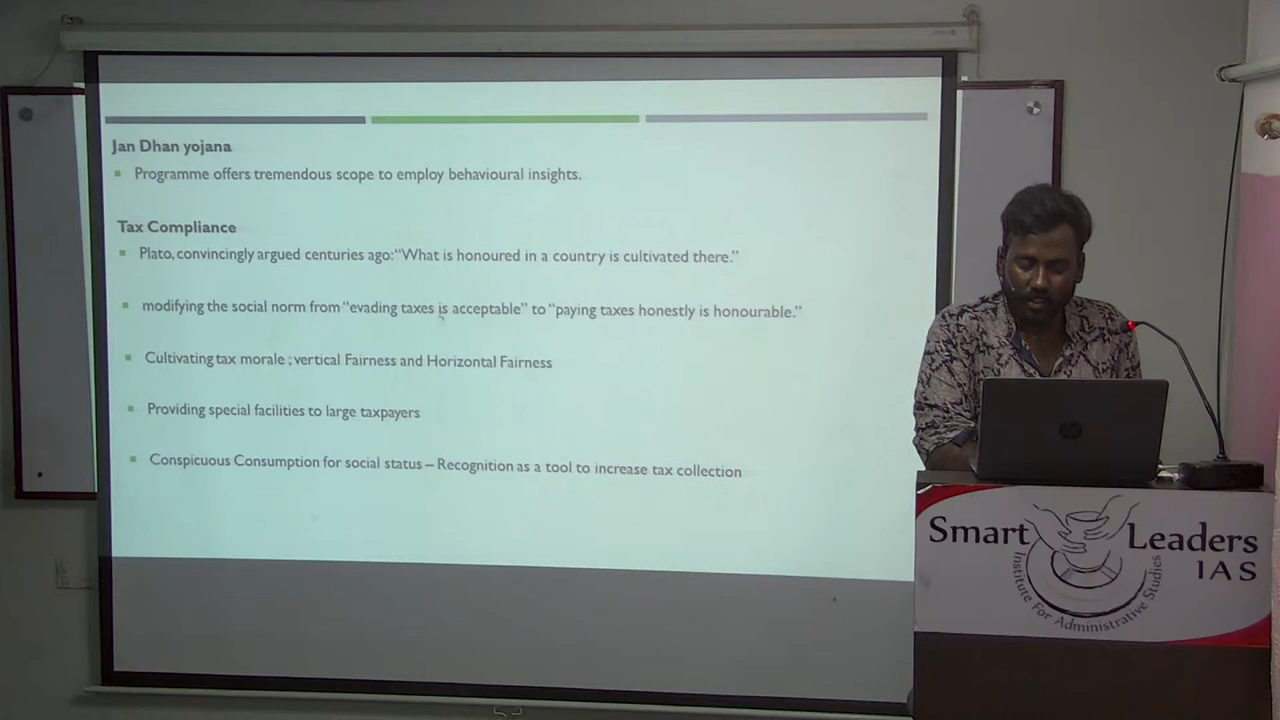 Jan Dhan yojana
Programme offers tremendous scope to employ behavioural insights.
Tax Compliance
Plato, convincingly argued centuries ago: “What is honoured in a country is cultivated there.”
modifying the social norm from “evading taxes is acceptable” to “paying taxes honestly is honourable.”
Cultivating tax morale ; vertical Fairness and Horizontal Fairness
Providing special facilities to large taxpayers
Conspicuous Consumption for social status – Recognition as a tool to increase tax collection
Smart Leaders
IAS
Institute For Administrative Studies
hp